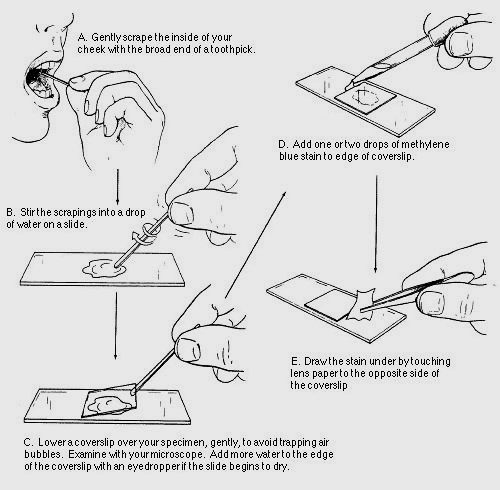 A. Gently scrape the inside of your
cheek with the broad end of a toothpick.
B. Stir the scrapings into a drop
of water on a slide.
C. Lower a coverslip over your specimen, gently, to avoid trapping air
bubbles. Examine with your microscope. Add more water to the edge
of the coverslip with an eyedropper if the slide begins to dry.
D. Add one or two drops of methylene
blue stain to edge of coverslip.
E. Draw the stain under by touching
lens paper to the opposite side of
the coverslip